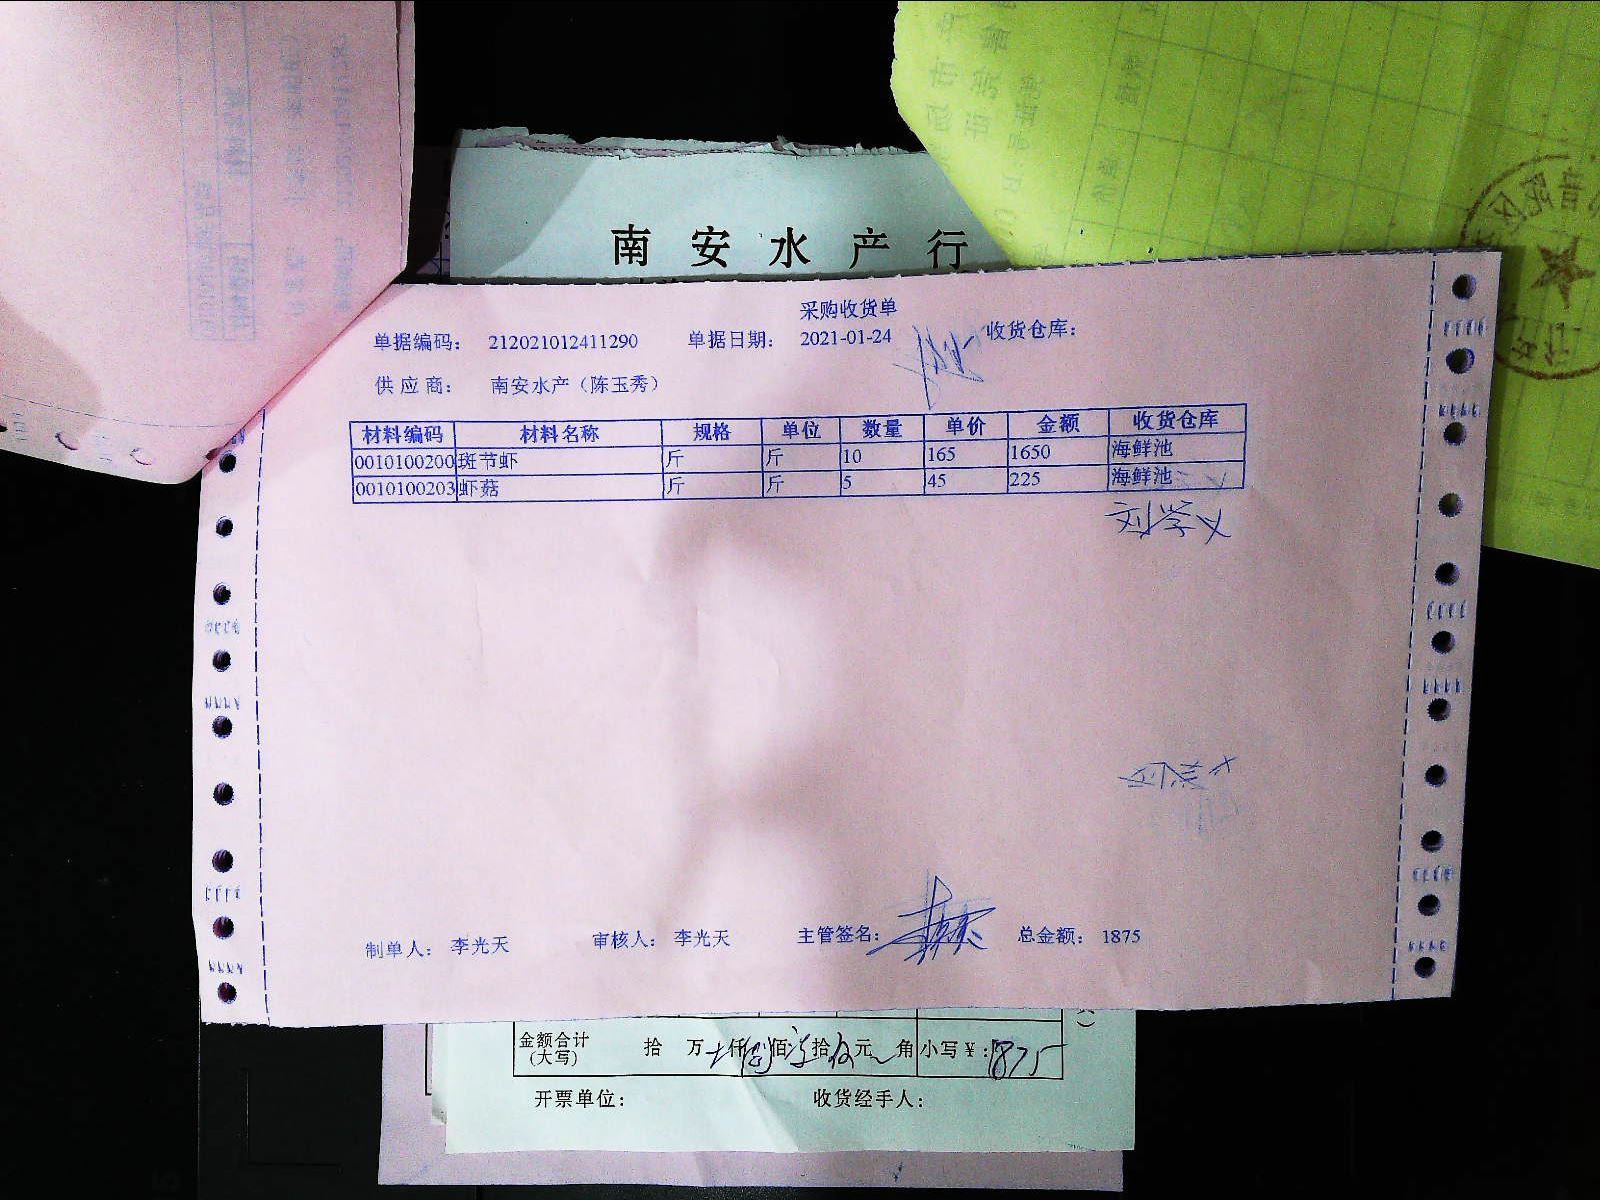 南安水产行
采购收货单
单据编码: 212021012411290 单据日期: 2021-01-24 收货仓库:
供应商: 南安水产（陈玉秀）
材料编码 材料名称 规格 单位 数量 单价 金额 收货仓库
0010100200 斑节虾 斤 斤 10 165 1650 海鲜池
0010100203 虾菇 斤 斤 5 45 225 海鲜池
制单人: 李光天 审核人: 李光天 主管签名: 总金额: 1875
金额合计 拾 万 仟 佰 拾 元 角 小写￥: 1875
(大写)
开票单位: 收货经手人: